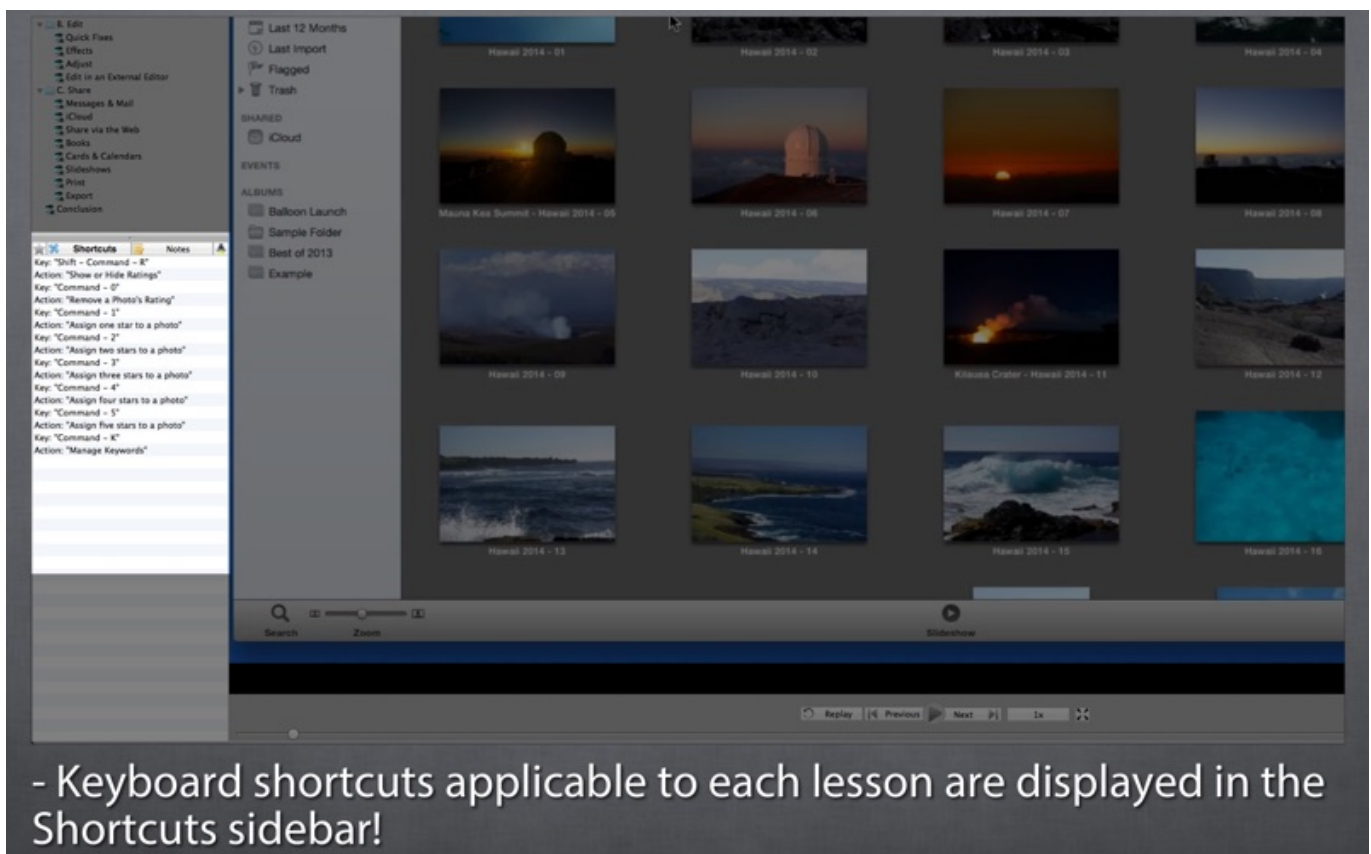 B. Edit
Quick Fixes
Effects
Adjust
Edit in an External Editor
C. Share
Messages & Mail
iCloud
Share via the Web
Books
Cards & Calendars
Slideshows
Print
Export
Conclusion
Shortcuts
Notes
Key: "Shift - Command - R"
Action: "Show or Hide Ratings"
Key: "Command - 0"
Action: "Remove a Photo's Rating"
Key: "Command - 1"
Action: "Assign one star to a photo"
Key: "Command - 2"
Action: "Assign two stars to a photo"
Key: "Command - 3"
Action: "Assign three stars to a photo"
Key: "Command - 4"
Action: "Assign four stars to a photo"
Key: "Command - 5"
Action: "Assign five stars to a photo"
Key: "Command - K"
Action: "Manage Keywords"
Last 12 Months
Last Import
Flagged
Trash
SHARED
iCloud
EVENTS
ALBUMS
Balloon Launch
Sample Folder
Best of 2013
Example
Hawaii 2014 - 01
Hawaii 2014 - 02
Hawaii 2014 - 03
Hawaii 2014 - 04
Mauna Kea Summit - Hawaii 2014 - 05
Hawaii 2014 - 06
Hawaii 2014 - 07
Hawaii 2014 - 08
Hawaii 2014 - 09
Hawaii 2014 - 10
Kilauea Crater - Hawaii 2014 - 11
Hawaii 2014 - 12
Hawaii 2014 - 13
Hawaii 2014 - 14
Hawaii 2014 - 15
Hawaii 2014 - 16
Search
Zoom
Slideshow
Replay
Previous
Next
1x
- Keyboard shortcuts applicable to each lesson are displayed in the
Shortcuts sidebar!